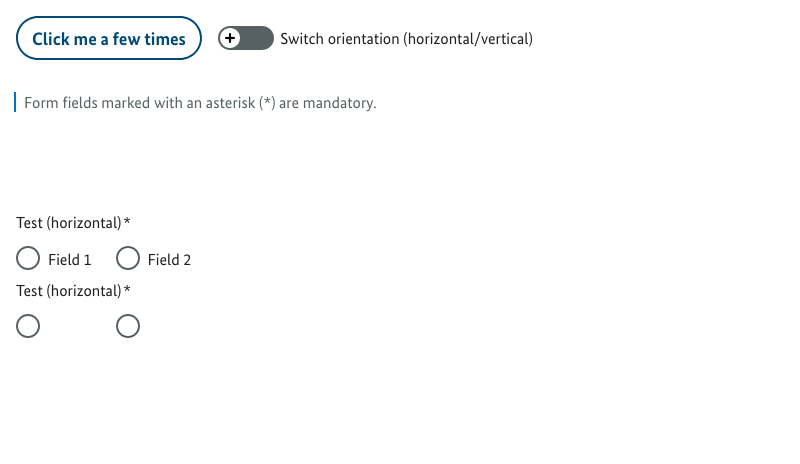 Click me a few times
Switch orientation (horizontal/vertical)
Form fields marked with an asterisk (*) are mandatory.
Test (horizontal)*
Field 1
Field 2
Test (horizontal)*